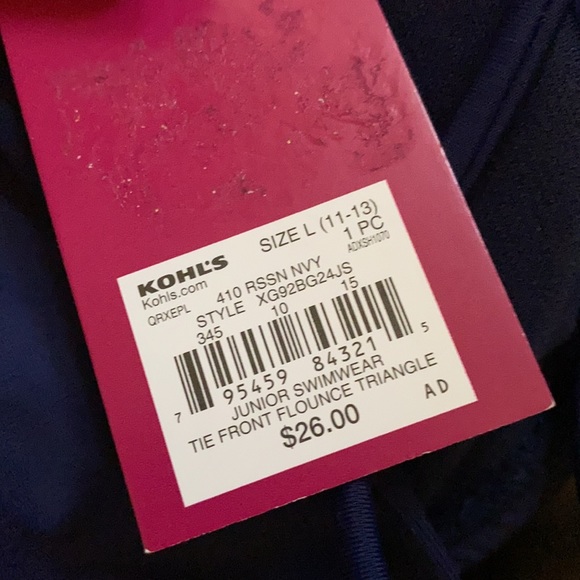 KOHL'S
Kohls.com
SIZE L (11-13)
1 PC
QRXEPL
ADXSH1070
410 RSSN NVY
STYLE XG92BG24JS
345 10 15
7 95459 84321 5
JUNIOR SWIMWEAR
TIE FRONT FLOUNCE TRIANGLE
$26.00
AD